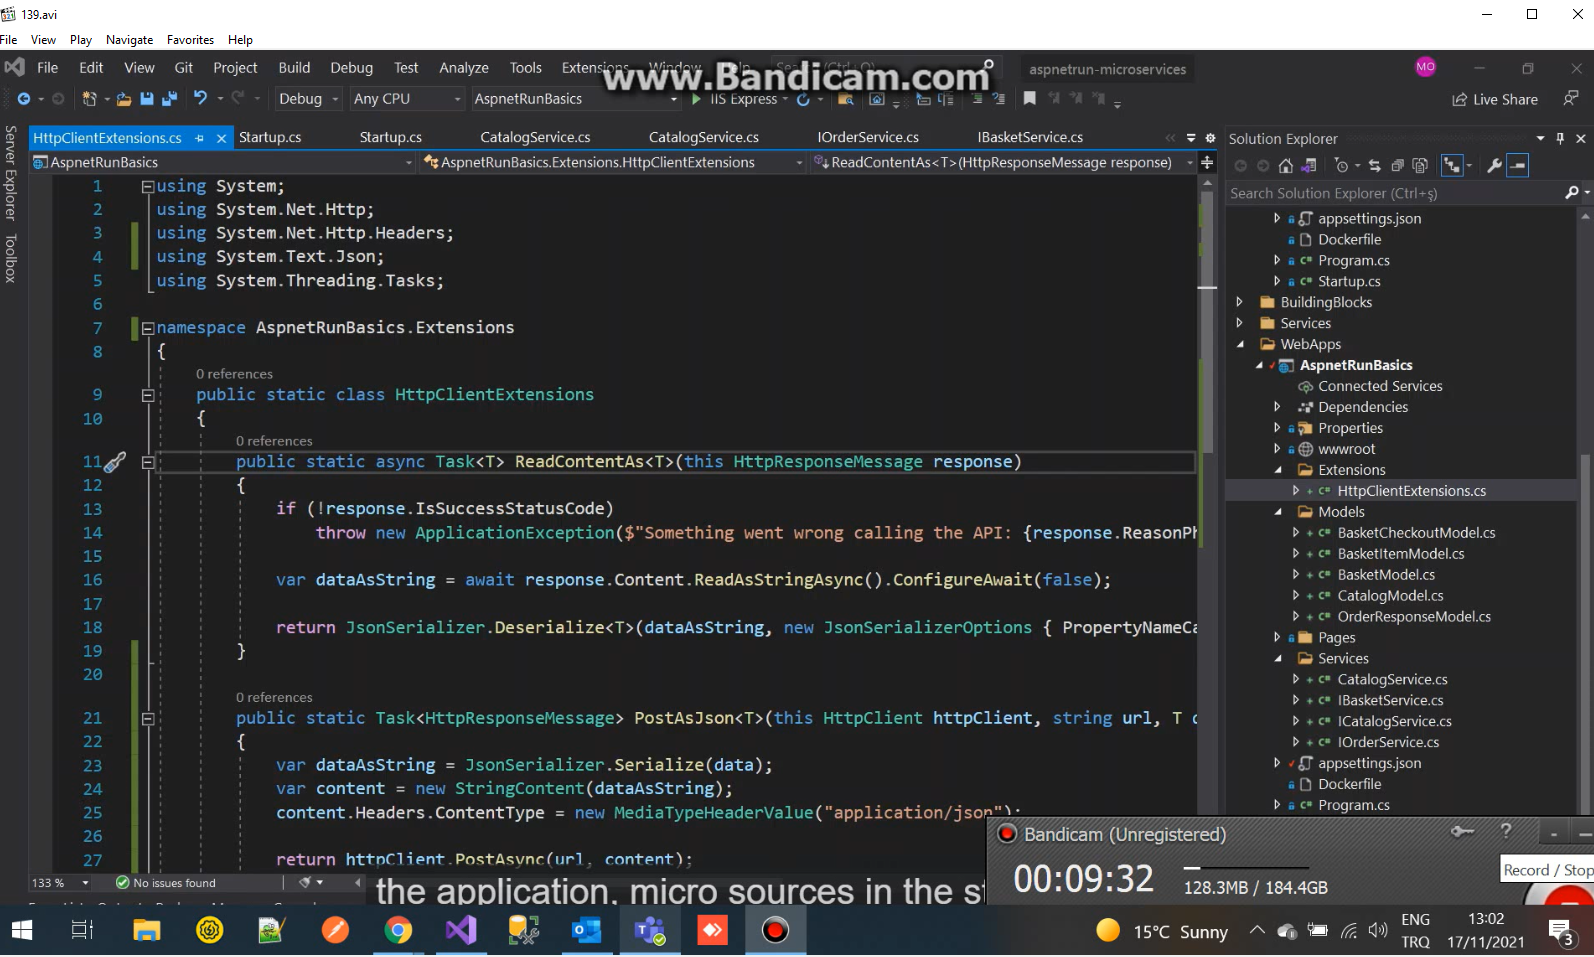 139.avi
File View Play Navigate Favorites Help
File Edit View Git Project Build Debug Test Analyze Tools Extensions Window Help
www.Bandicam.com
aspnetrun-microservices
MO
Debug Any CPU AspnetRunBasics IIS Express
Live Share
Server Explorer
Toolbox
HttpClientExtensions.cs Startup.cs Startup.cs CatalogService.cs CatalogService.cs IOrderService.cs IBasketService.cs
AspnetRunBasics AspnetRunBasics.Extensions.HttpClientExtensions ReadContentAs<T>(HttpResponseMessage response)
1 using System;
2 using System.Net.Http;
3 using System.Net.Http.Headers;
4 using System.Text.Json;
5 using System.Threading.Tasks;
6
7 namespace AspnetRunBasics.Extensions
8 {
0 references
9 public static class HttpClientExtensions
10 {
0 references
11 public static async Task<T> ReadContentAs<T>(this HttpResponseMessage response)
12 {
13 if (!response.IsSuccessStatusCode)
14 throw new ApplicationException($"Something went wrong calling the API: {response.ReasonPh
15
16 var dataAsString = await response.Content.ReadAsStringAsync().ConfigureAwait(false);
17
18 return JsonSerializer.Deserialize<T>(dataAsString, new JsonSerializerOptions { PropertyNameCa
19 }
20
0 references
21 public static Task<HttpResponseMessage> PostAsJson<T>(this HttpClient httpClient, string url, T d
22 {
23 var dataAsString = JsonSerializer.Serialize(data);
24 var content = new StringContent(dataAsString);
25 content.Headers.ContentType = new MediaTypeHeaderValue("application/json");
26
27 return httpClient.PostAsync(url, content);
133 % No issues found
the application, micro sources in the st
Solution Explorer
Search Solution Explorer (Ctrl+ş)
appsettings.json
Dockerfile
Program.cs
Startup.cs
BuildingBlocks
Services
WebApps
AspnetRunBasics
Connected Services
Dependencies
Properties
wwwroot
Extensions
HttpClientExtensions.cs
Models
BasketCheckoutModel.cs
BasketItemModel.cs
BasketModel.cs
CatalogModel.cs
OrderResponseModel.cs
Pages
Services
CatalogService.cs
IBasketService.cs
ICatalogService.cs
IOrderService.cs
appsettings.json
Dockerfile
Program.cs
Bandicam (Unregistered)
00:09:32 128.3MB / 184.4GB
Record / Stop
15°C Sunny
ENG
TRQ
13:02
17/11/2021
3